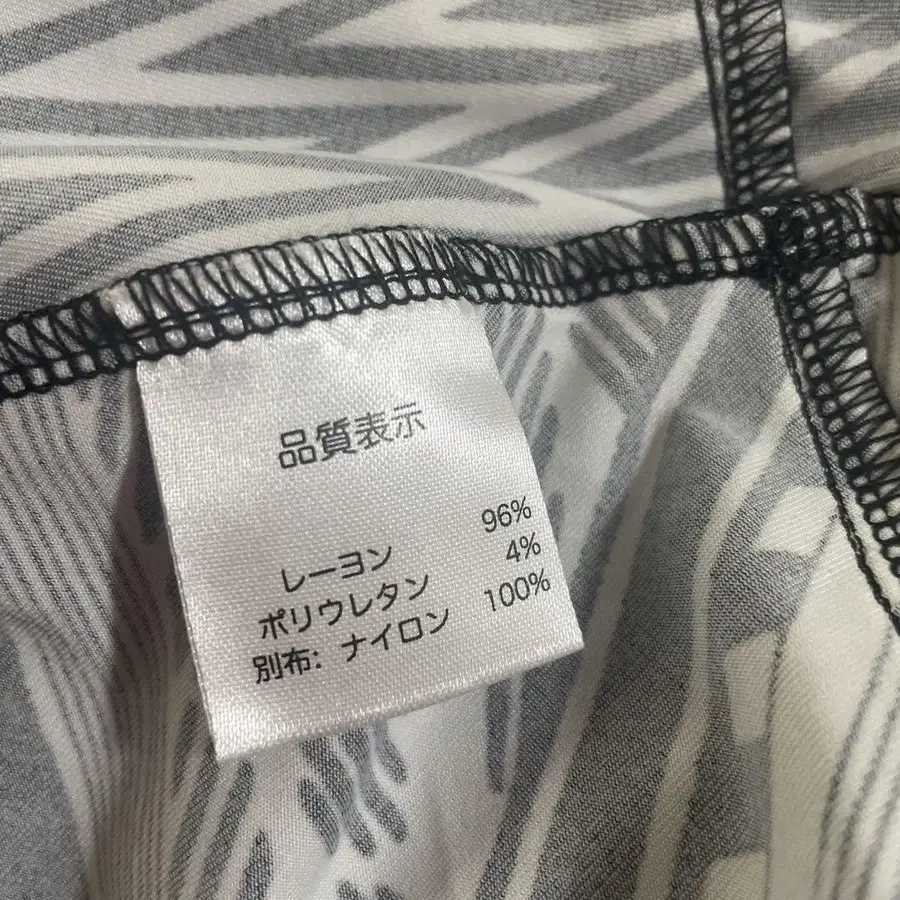 品質表示
レーヨン 96%
ポリウレタン 4%
別布: ナイロン 100%